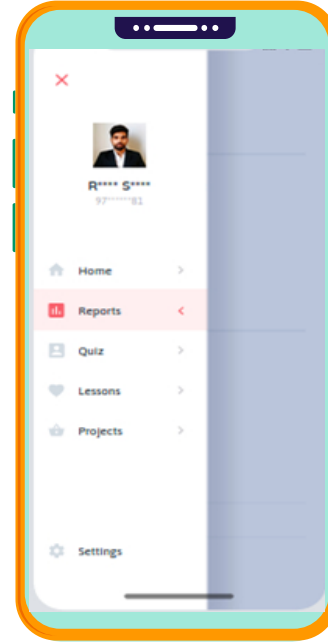 R**** S****
97******81
Home
Reports
Quiz
Lessons
Projects
Settings